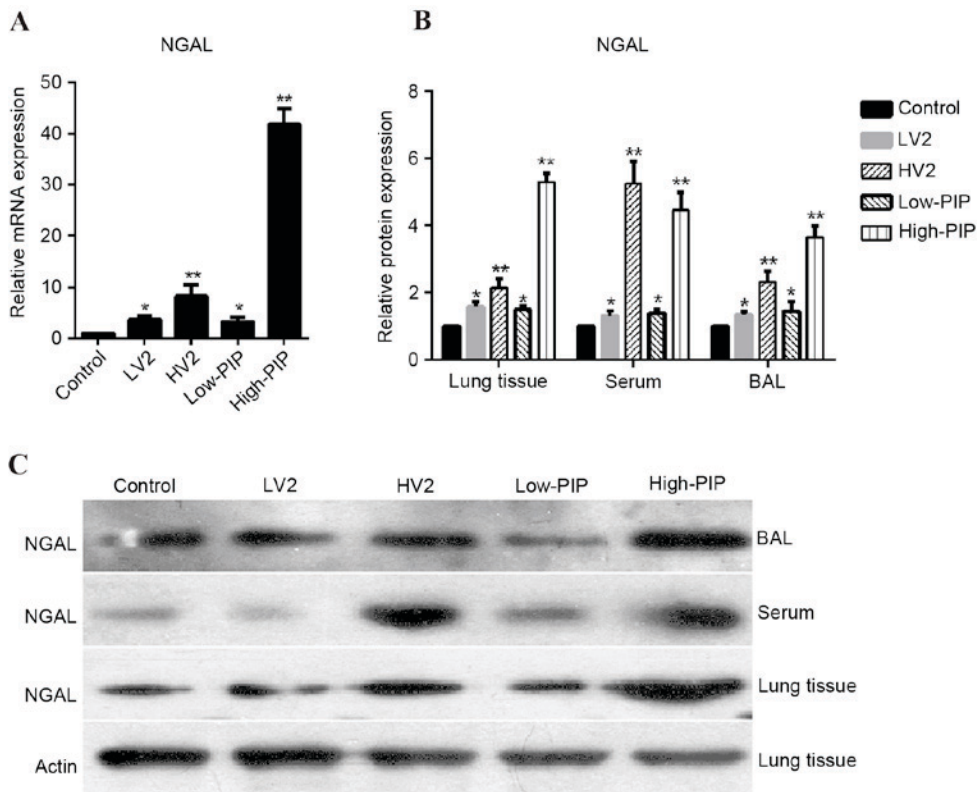 A
NGAL
Relative mRNA expression
50
40
30
20
10
0
*
**
*
**
Control
LV2
HV2
Low-PIP
High-PIP
B
NGAL
Relative protein expression
8
6
4
2
0
*
**
*
**
*
**
*
**
*
**
*
**
Lung tissue
Serum
BAL
Control
LV2
HV2
Low-PIP
High-PIP
C
Control LV2 HV2 Low-PIP High-PIP
NGAL BAL
NGAL Serum
NGAL Lung tissue
Actin Lung tissue